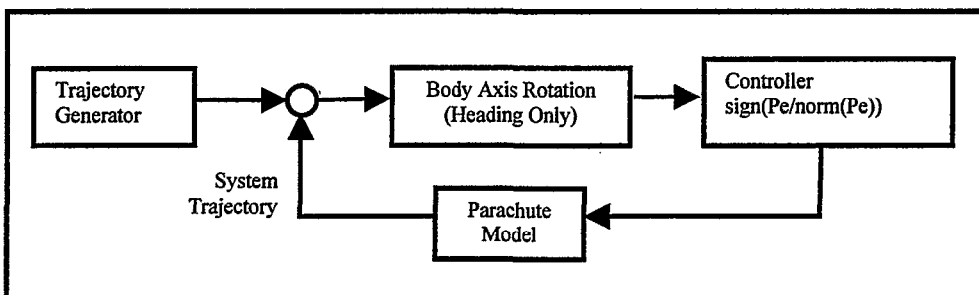 Trajectory
Generator
Body Axis Rotation
(Heading Only)
Controller
sign(Pe/norm(Pe))
System
Trajectory
Parachute
Model